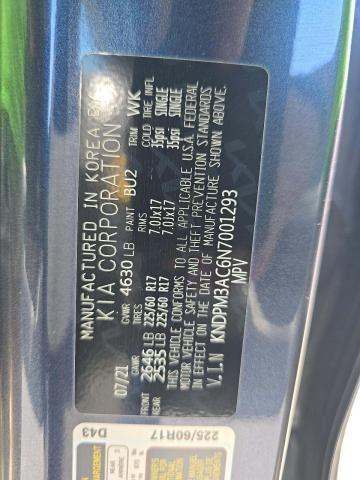 MANUFACTURED IN KOREA BY
KIA CORPORATION
07/21 GVWR 4630 LB PAINT BU2 TRIM WK
GAWR TIRES RIMS COLD TIRE INFL
FRONT 2646 LB 225/60 R17 7.0Jx17 35psi SINGLE
REAR 2535 LB 225/60 R17 7.0Jx17 35psi SINGLE
THIS VEHICLE CONFORMS TO ALL APPLICABLE U.S.A. FEDERAL
MOTOR VEHICLE SAFETY AND THEFT PREVENTION STANDARDS
IN EFFECT ON THE DATE OF MANUFACTURE SHOWN ABOVE.
V.I.N KNDPM3AC6N7001293
MPV
D43
225/60R17